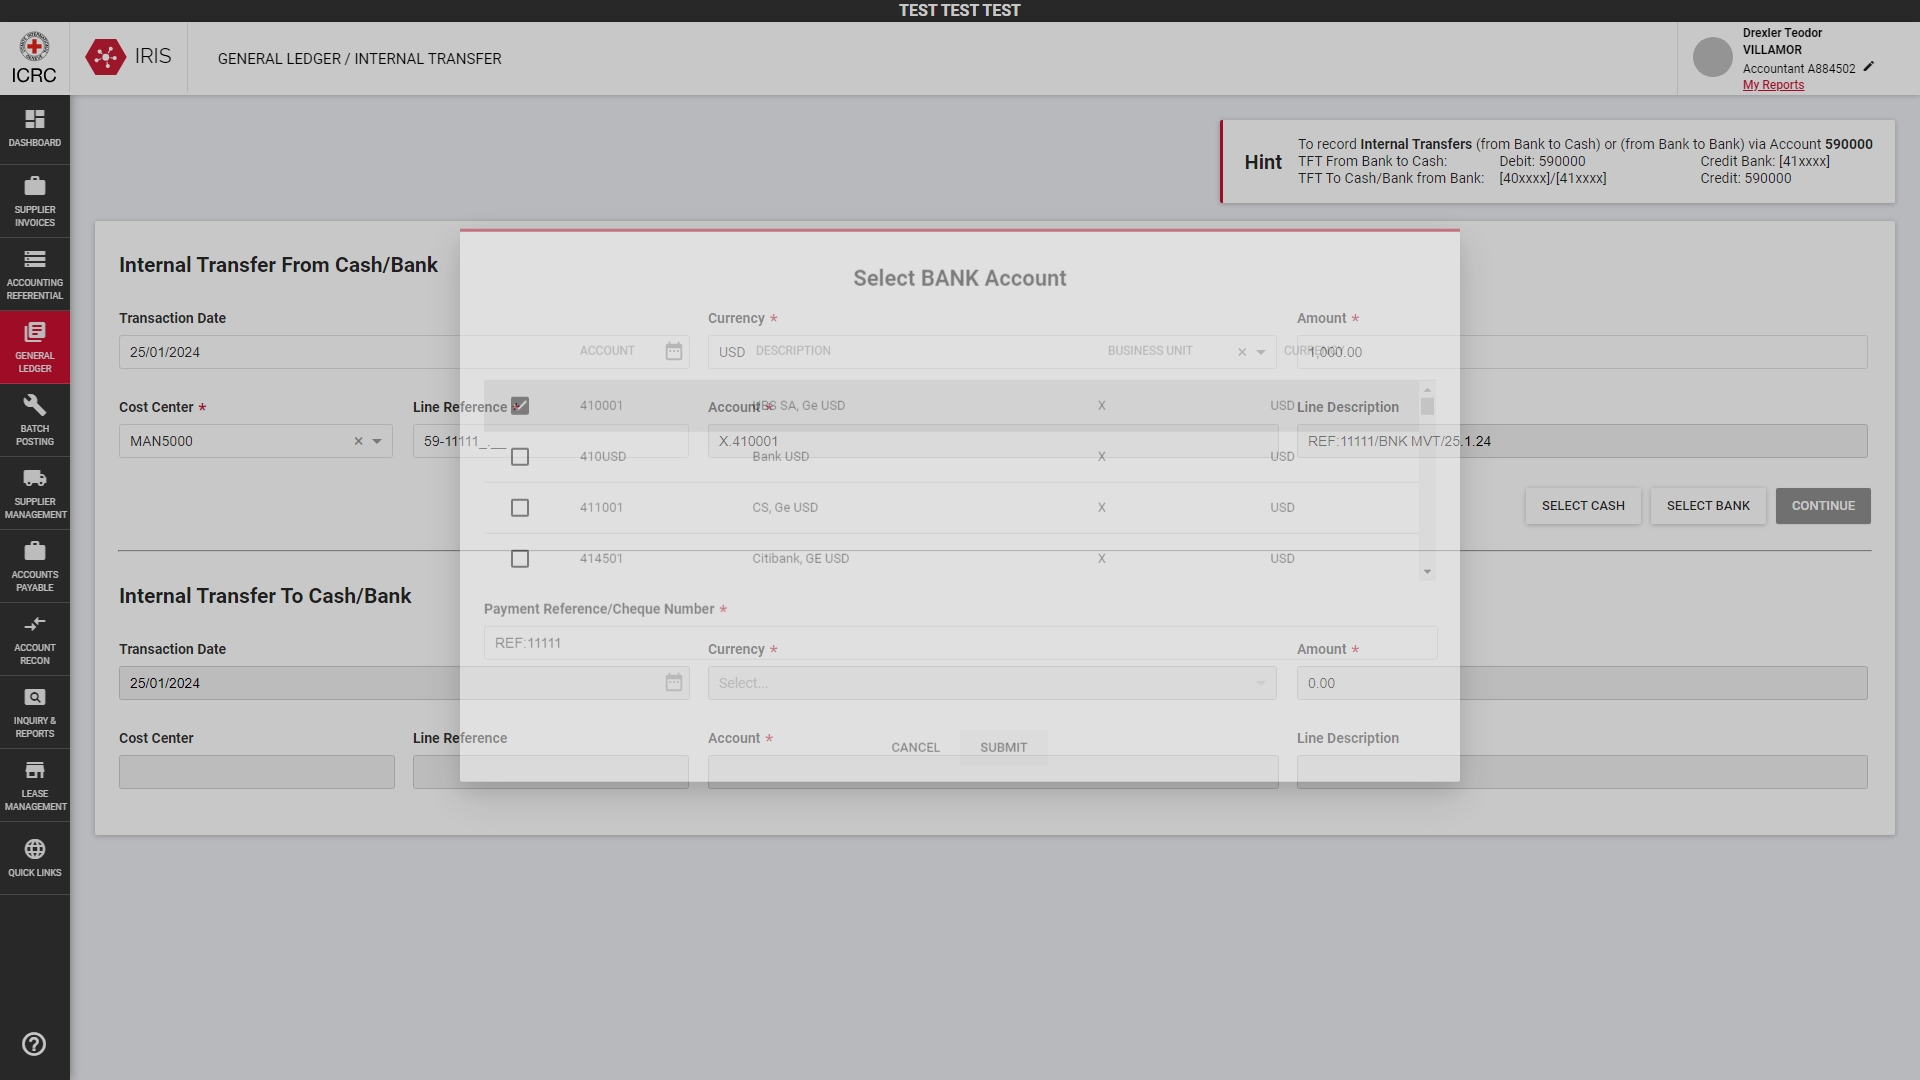 TEST TEST TEST
ICRC
IRIS
GENERAL LEDGER / INTERNAL TRANSFER
Drexler Teodor
VILLAMOR
Accountant A884502
My Reports
DASHBOARD
SUPPLIER
INVOICES
ACCOUNTING
REFERENTIAL
GENERAL
LEDGER
BATCH
POSTING
SUPPLIER
MANAGEMENT
ACCOUNTS
PAYABLE
ACCOUNT
RECON
INQUIRY &
REPORTS
LEASE
MANAGEMENT
QUICK LINKS
Hint
To record Internal Transfers (from Bank to Cash) or (from Bank to Bank) via Account 590000
TFT From Bank to Cash: Debit: 590000 Credit Bank: [41xxxx]
TFT To Cash/Bank from Bank: [40xxxx]/[41xxxx] Credit: 590000
Internal Transfer From Cash/Bank
Transaction Date Currency * Amount *
25/01/2024 USD 1,000.00
Cost Center * Line Reference * Account * Line Description
MAN5000 59-11111_.__ X.410001 REF:11111/BNK MVT/25.1.24
SELECT CASH SELECT BANK CONTINUE
Internal Transfer To Cash/Bank
Transaction Date Currency * Amount *
25/01/2024 Select... 0.00
Cost Center Line Reference Account * Line Description
Select BANK Account
ACCOUNT DESCRIPTION BUSINESS UNIT CURRENCY
410001 UBS SA, Ge USD X USD
410USD Bank USD X USD
411001 CS, Ge USD X USD
414501 Citibank, GE USD X USD
Payment Reference/Cheque Number *
REF:11111
CANCEL SUBMIT